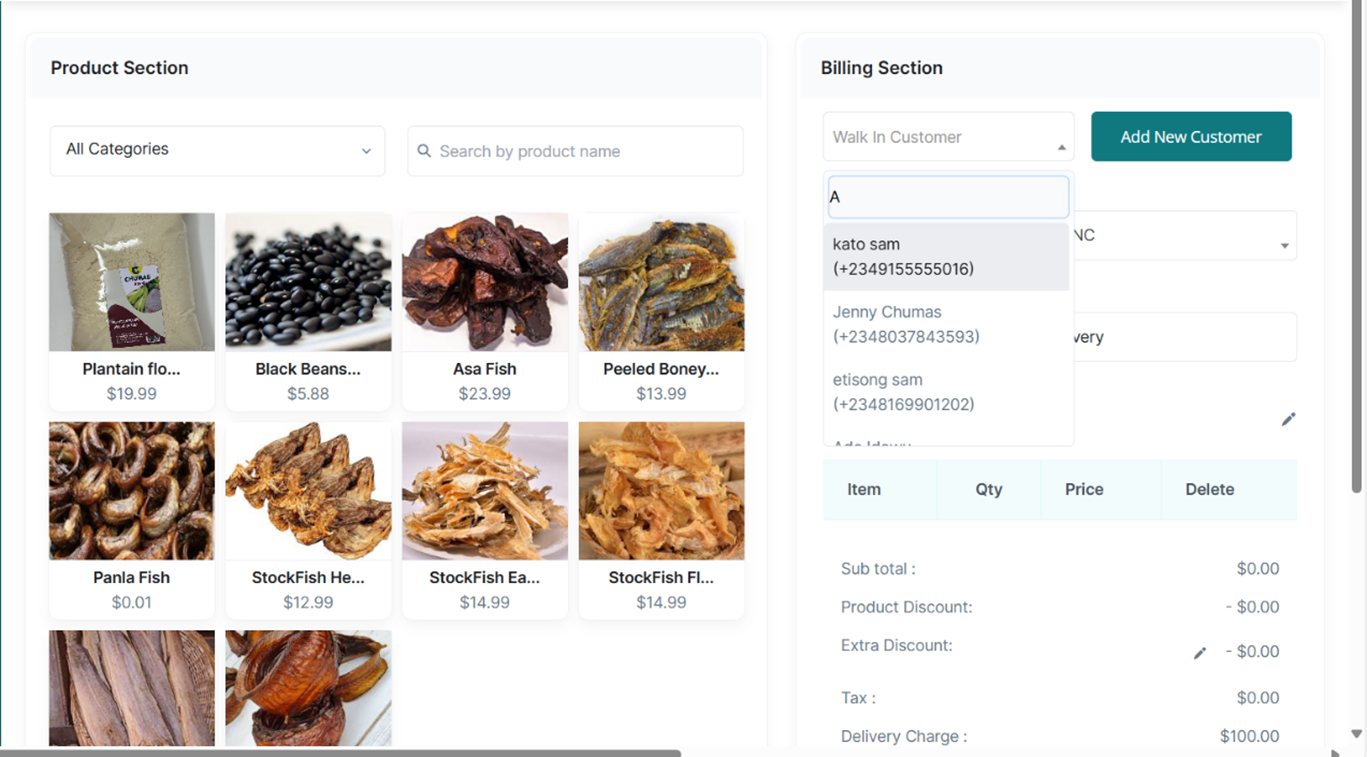 Product Section
All Categories
Search by product name
CHUMAS
Plantain flo...
$19.99
Black Beans...
$5.88
Asa Fish
$23.99
Peeled Boney...
$13.99
Panla Fish
$0.01
StockFish He...
$12.99
StockFish Ea...
$14.99
StockFish Fl...
$14.99
Billing Section
Walk In Customer
Add New Customer
A
kato sam
(+2349155555016)
Jenny Chumas
(+2348037843593)
etisong sam
(+2348169901202)
NC
very
Item Qty Price Delete
Sub total : $0.00
Product Discount: - $0.00
Extra Discount: - $0.00
Tax : $0.00
Delivery Charge : $100.00